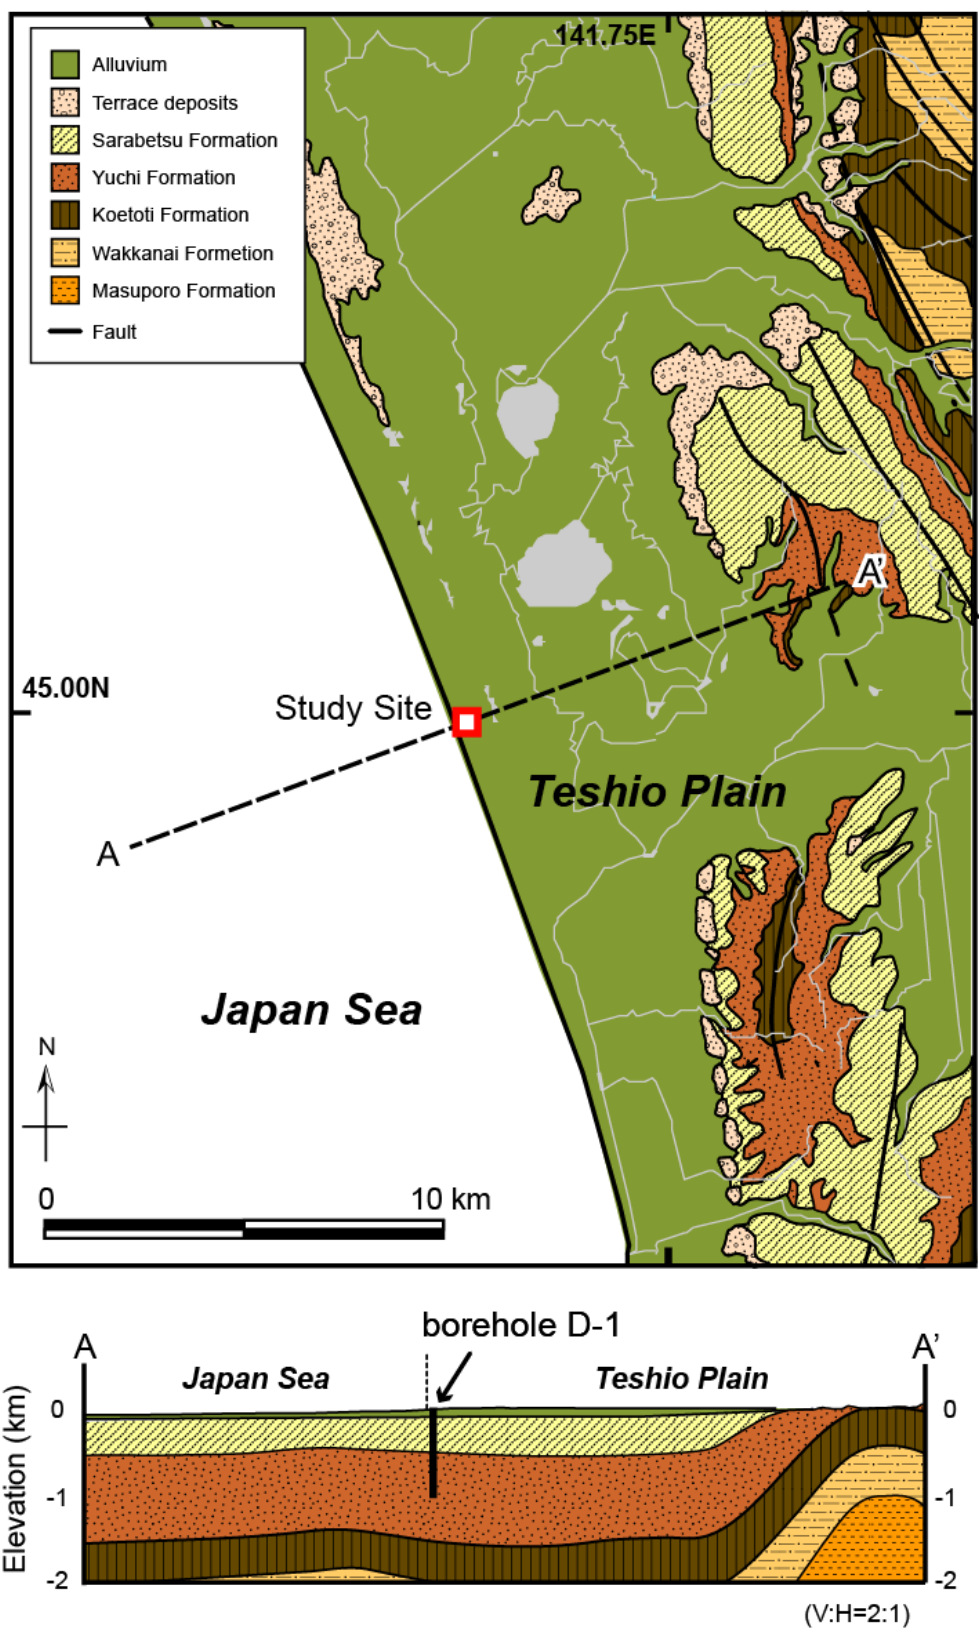 141.75E
Alluvium
Terrace deposits
Sarabetsu Formation
Yuchi Formation
Koetoti Formation
Wakkanai Formetion
Masuporo Formation
Fault
A'
45.00N
Study Site
Teshio Plain
A
Japan Sea
N
0 10 km
borehole D-1
A A’
Japan Sea Teshio Plain
Elevation (km)
0 0
-1 -1
-2 -2
(V:H=2:1)